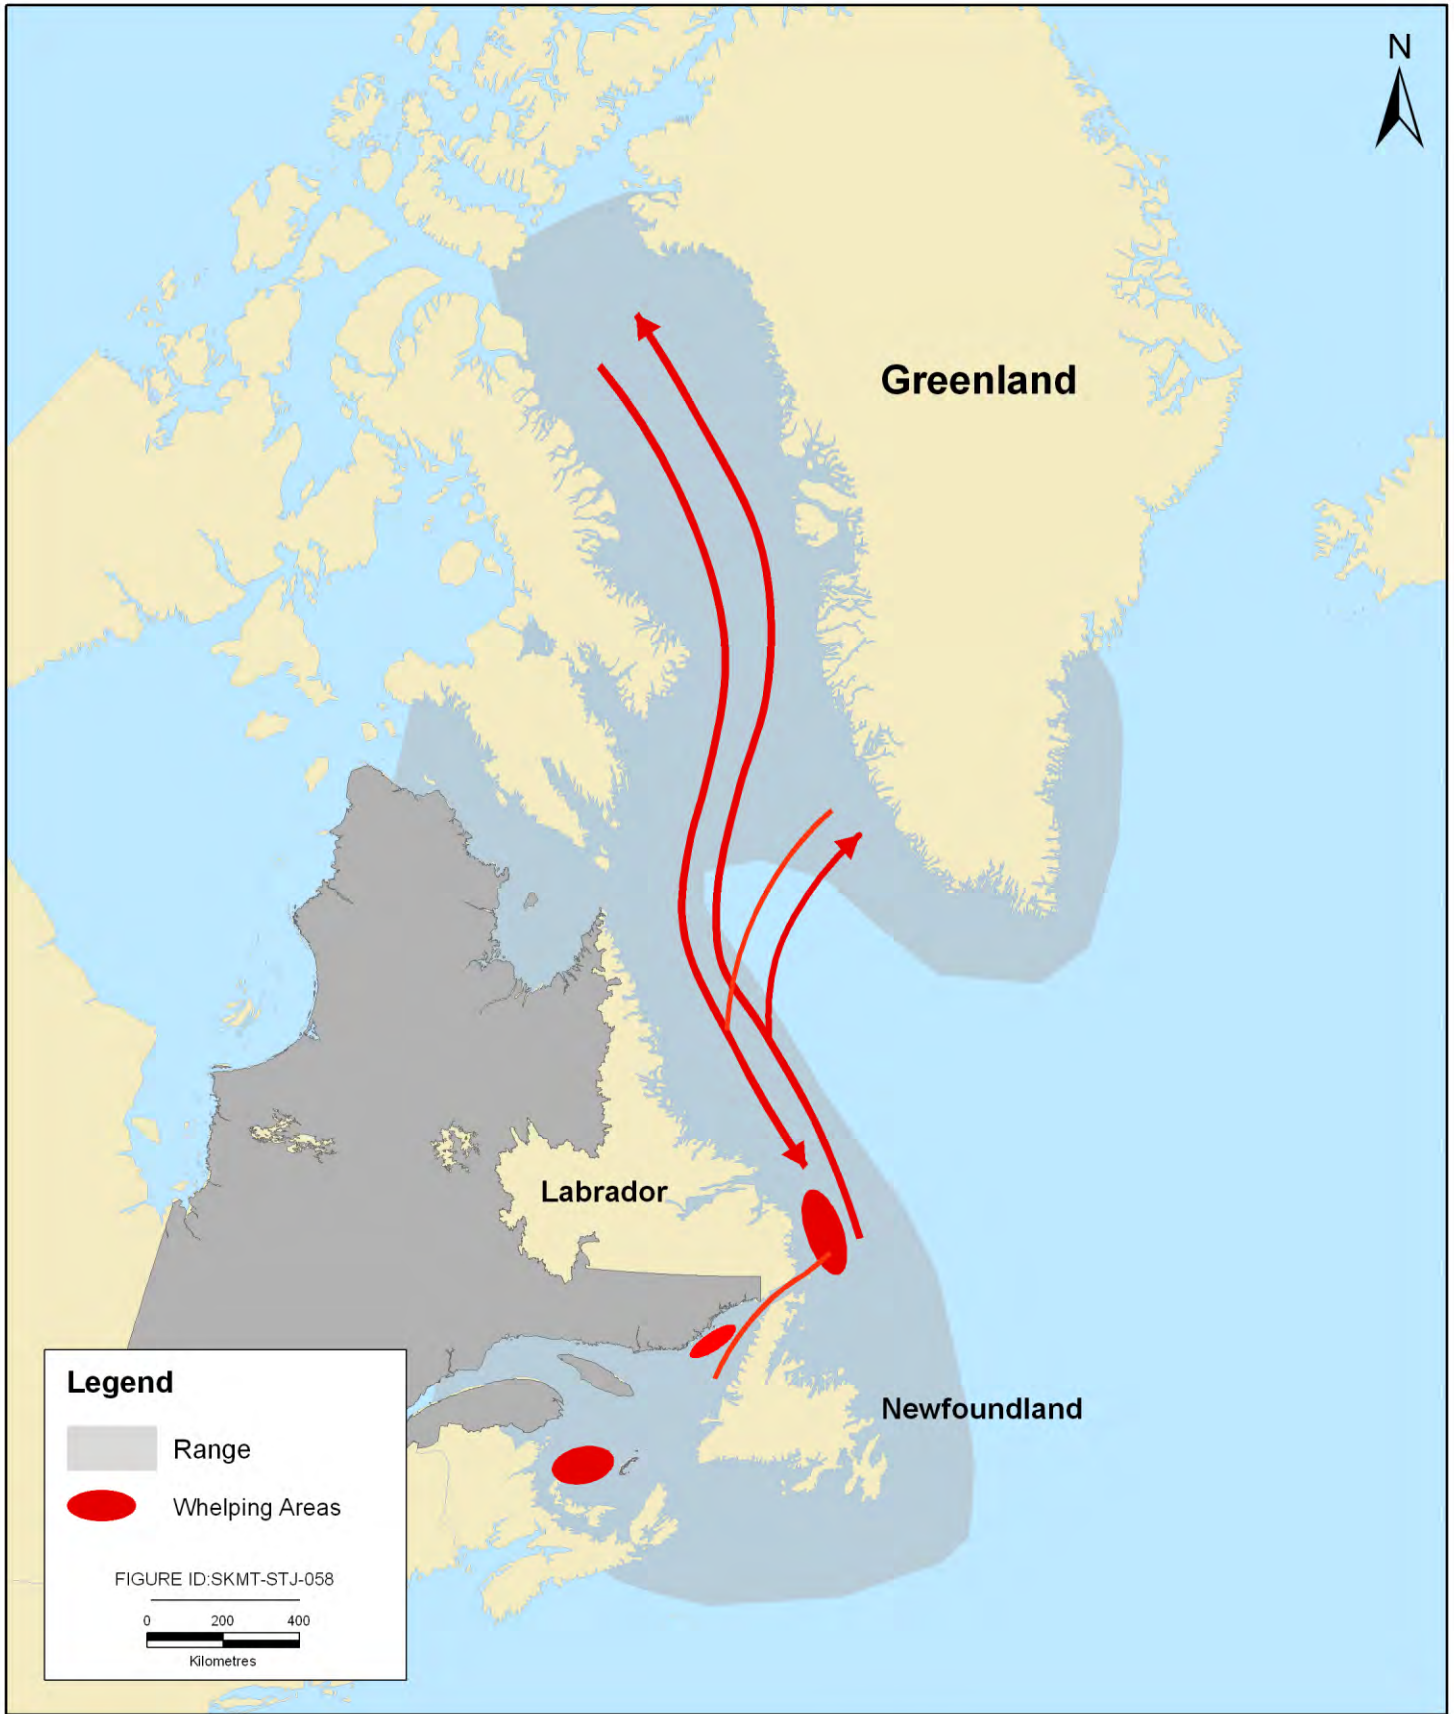 N
Greenland
Labrador
Newfoundland
Legend
Range
Whelping Areas
FIGURE ID:SKMT-STJ-058
0 200 400
Kilometres